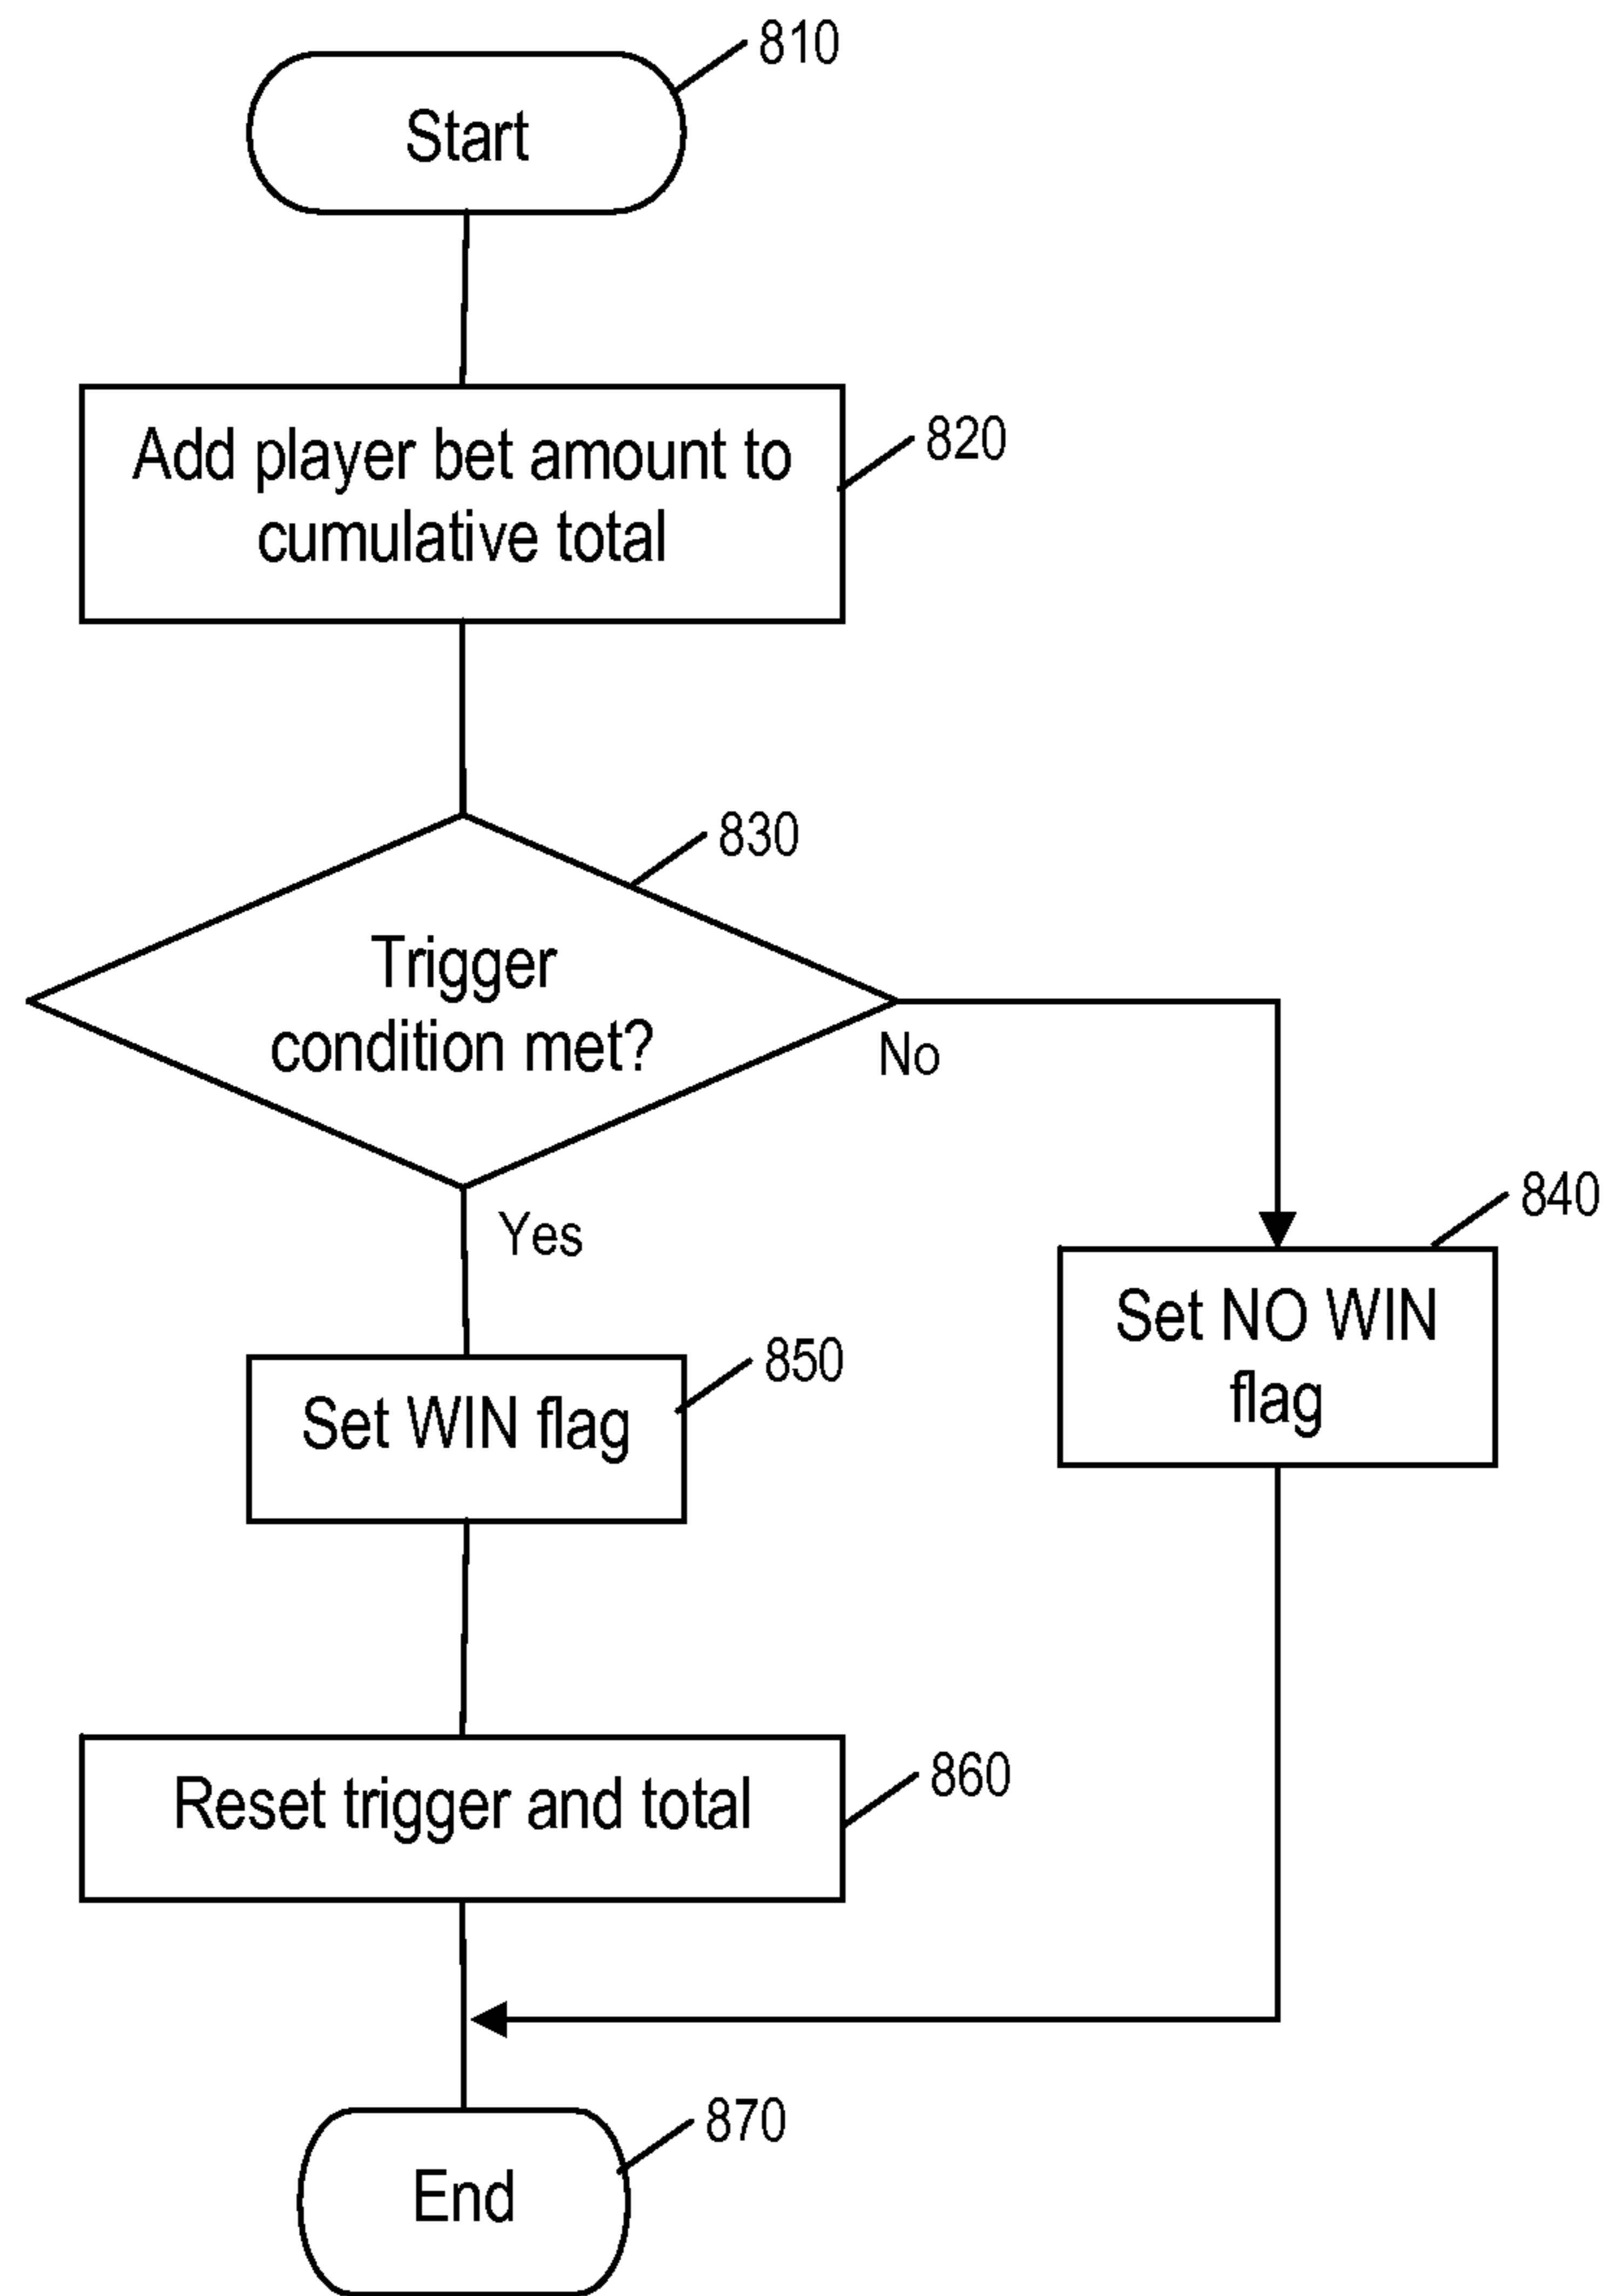 810
Start
820
Add player bet amount to
cumulative total
830
Trigger
condition met?
No
Yes
840
Set NO WIN
flag
850
Set WIN flag
860
Reset trigger and total
870
End